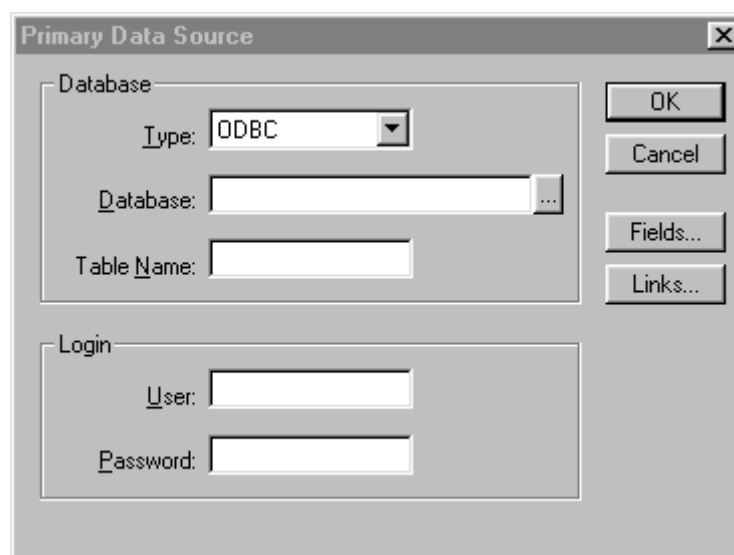 Primary Data Source
Database
Type: ODBC
Database: ...
Table Name:
Login
User:
Password:
OK
Cancel
Fields...
Links...